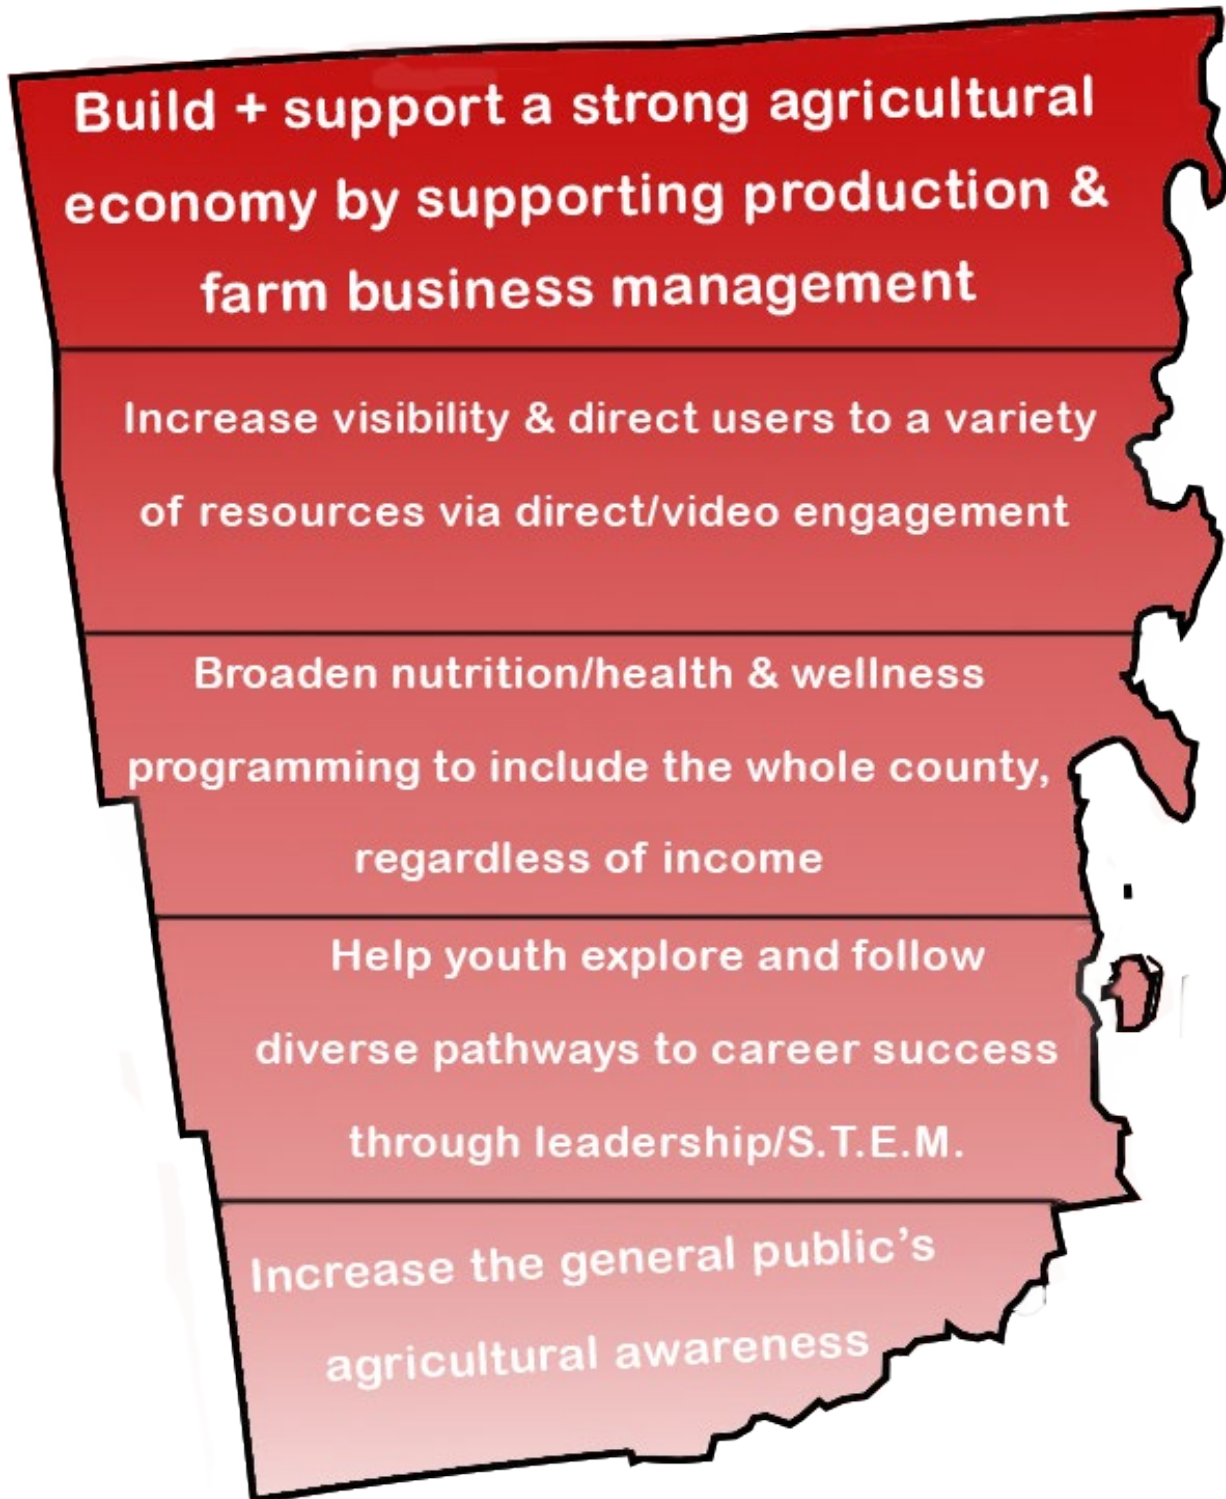 Build + support a strong agricultural
economy by supporting production &
farm business management
Increase visibility & direct users to a variety
of resources via direct/video engagement
Broaden nutrition/health & wellness
programming to include the whole county,
regardless of income
Help youth explore and follow
diverse pathways to career success
through leadership/S.T.E.M.
Increase the general public’s
agricultural awareness